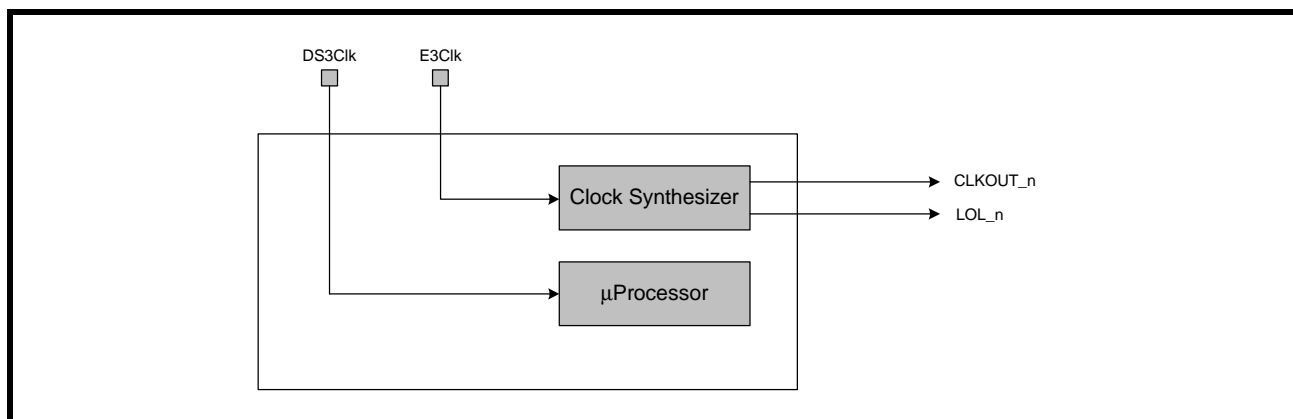 DS3Clk
E3Clk
Clock Synthesizer
CLKOUT_n
LOL_n
μProcessor